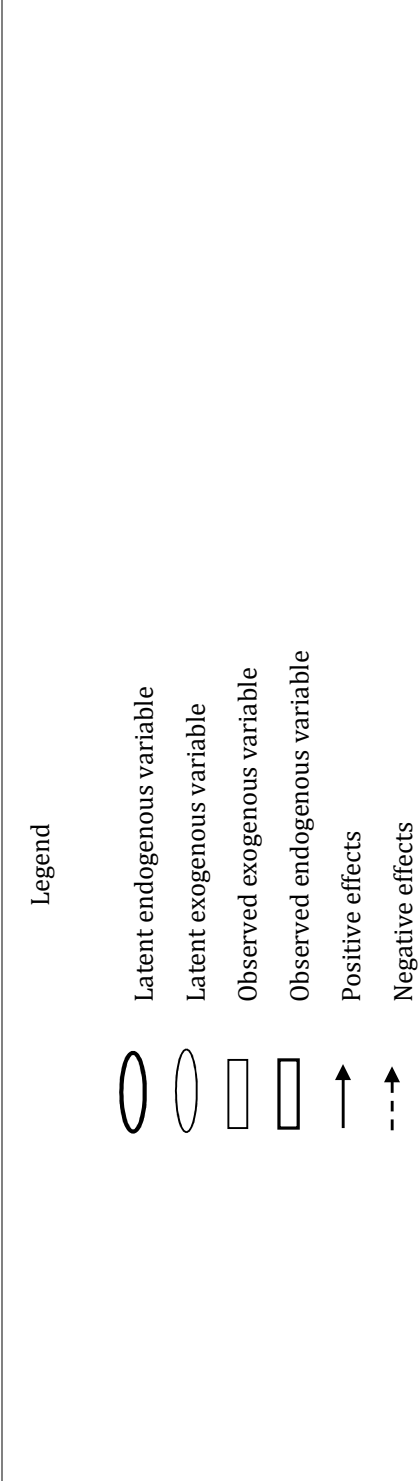 Legend
Latent endogenous variable
Latent exogenous variable
Observed exogenous variable
Observed endogenous variable
Positive effects
Negative effects